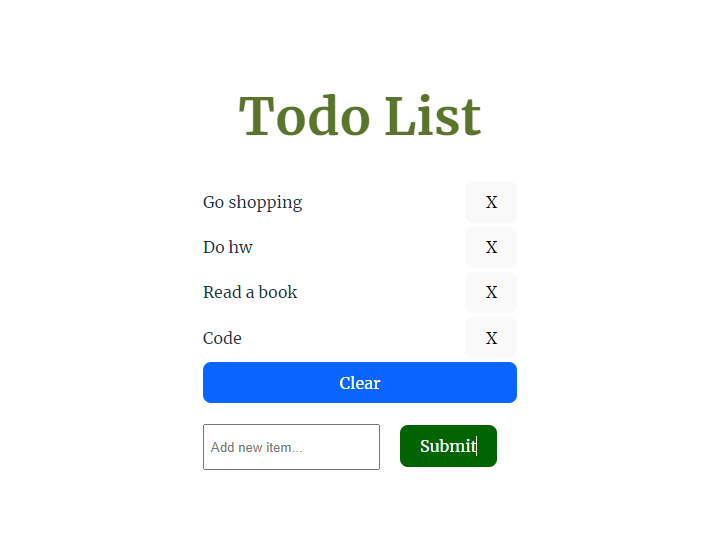 Todo List
Go shopping X
Do hw X
Read a book X
Code X
Clear
Add new item... Submit